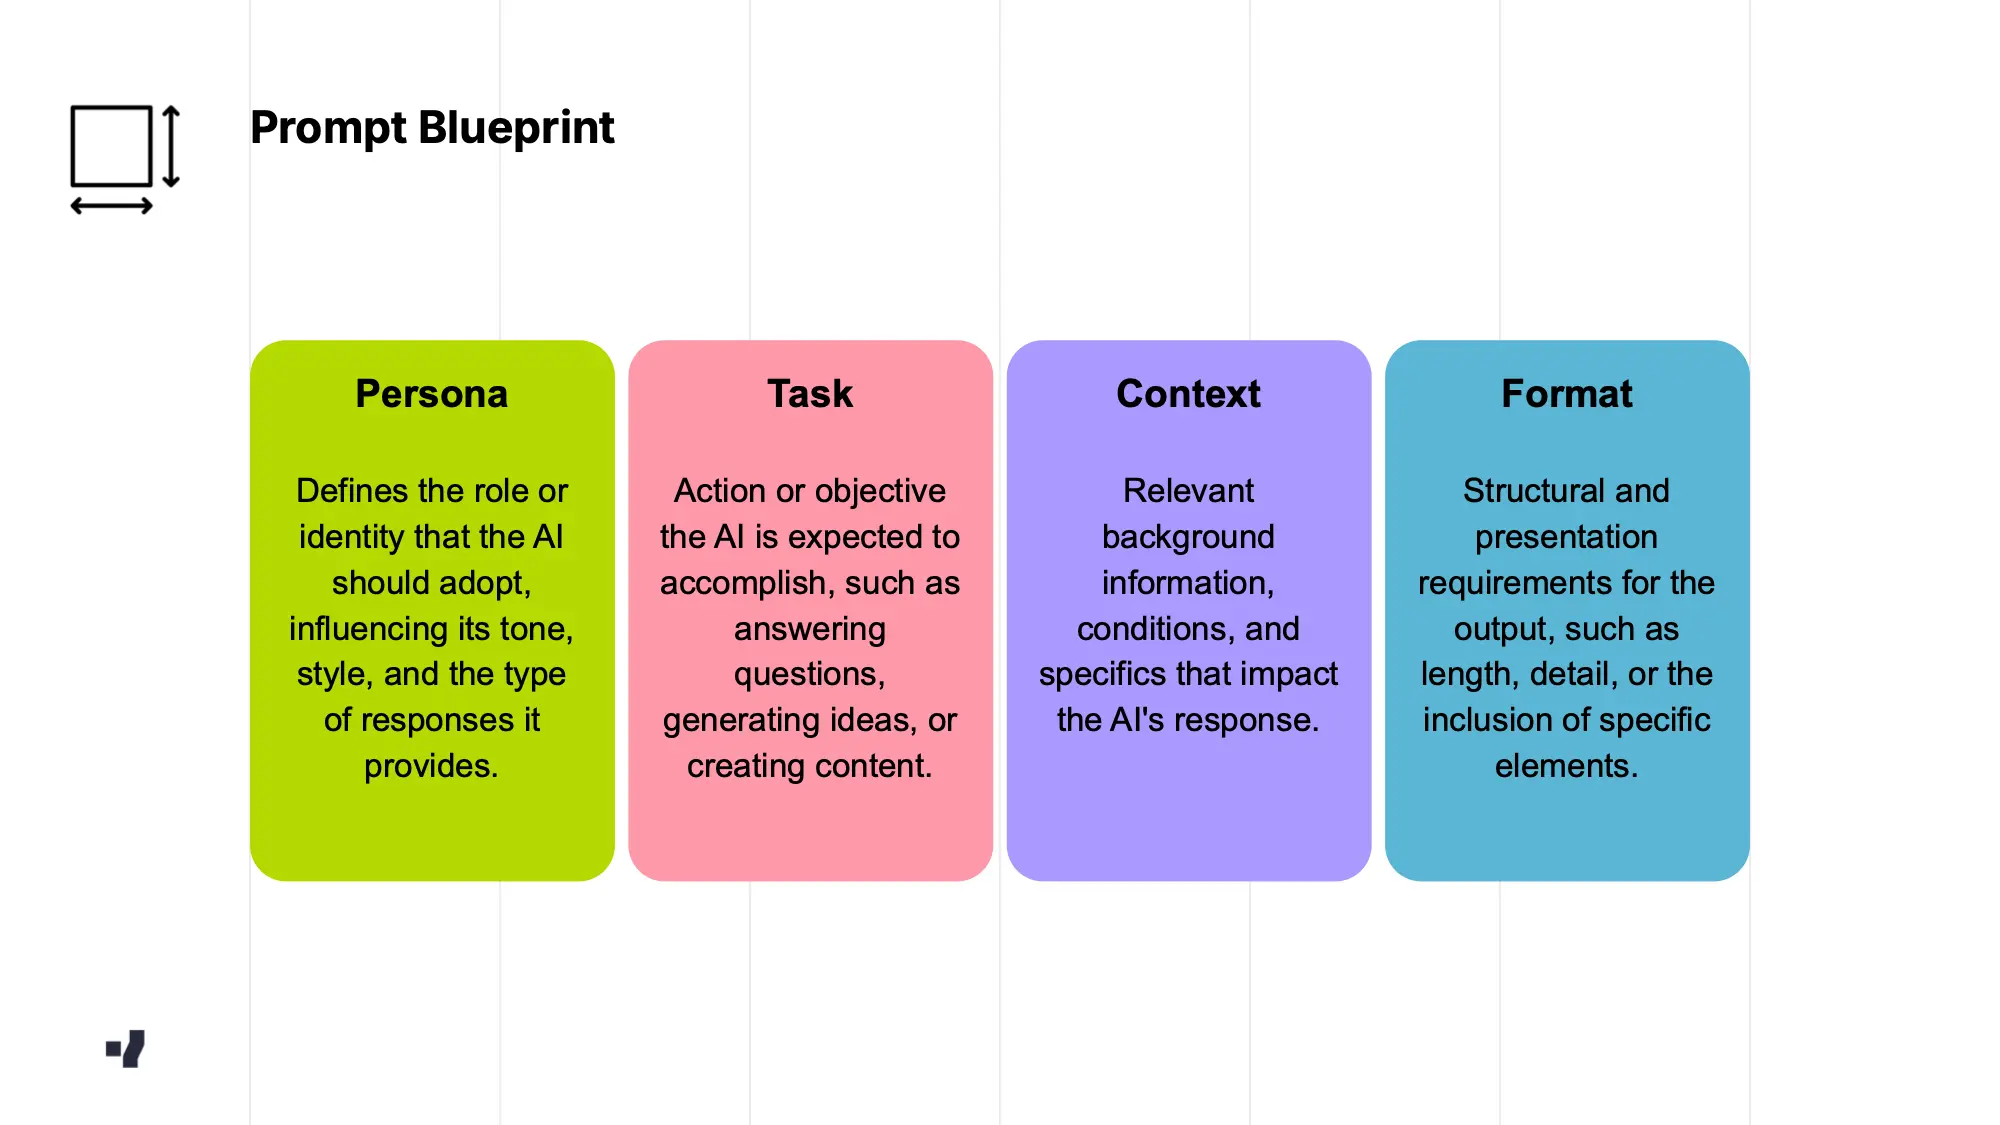 Prompt Blueprint
Persona
Defines the role or
identity that the AI
should adopt,
influencing its tone,
style, and the type
of responses it
provides.
Task
Action or objective
the AI is expected to
accomplish, such as
answering
questions,
generating ideas, or
creating content.
Context
Relevant
background
information,
conditions, and
specifics that impact
the AI's response.
Format
Structural and
presentation
requirements for the
output, such as
length, detail, or the
inclusion of specific
elements.